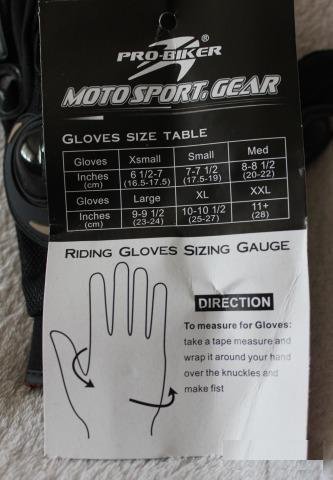 PRO-BIKER
MOTOSPORT GEAR
GLOVES SIZE TABLE
Gloves Xsmall Small Med
Inches (cm) 6 1/2-7 (16.5-17.5) 7-7 1/2 (17.5-19) 8-8 1/2 (20-22)
Gloves Large XL XXL
Inches (cm) 9-9 1/2 (23-24) 10-10 1/2 (25-27) 11+ (28)
RIDING GLOVES SIZING GAUGE
DIRECTION
To measure for Gloves:
take a tape measure and
wrap it around your hand
over the knuckles and
make fist